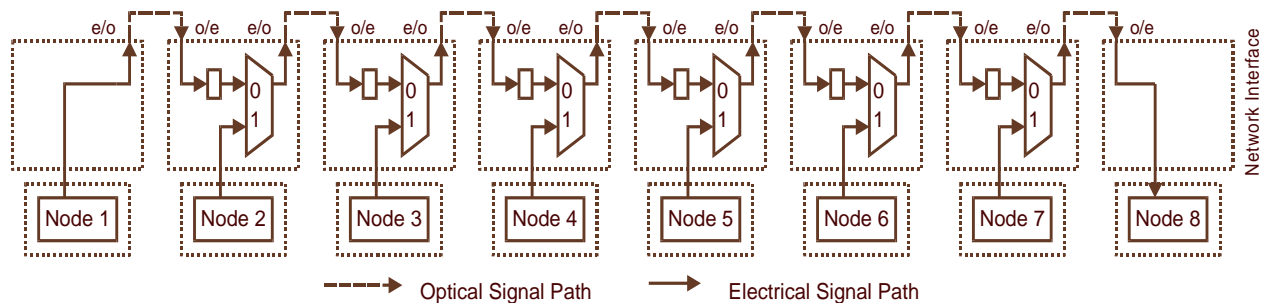 e/o o/e e/o o/e e/o o/e e/o o/e e/o o/e e/o o/e e/o o/e
0 0 0 0 0 0
1 1 1 1 1 1
Network Interface
Node 1 Node 2 Node 3 Node 4 Node 5 Node 6 Node 7 Node 8
Optical Signal Path Electrical Signal Path